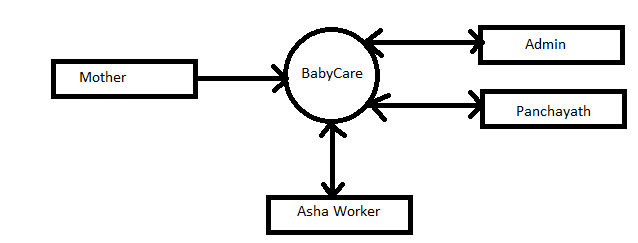 Admin
BabyCare
Mother
Panchayath
Asha Worker